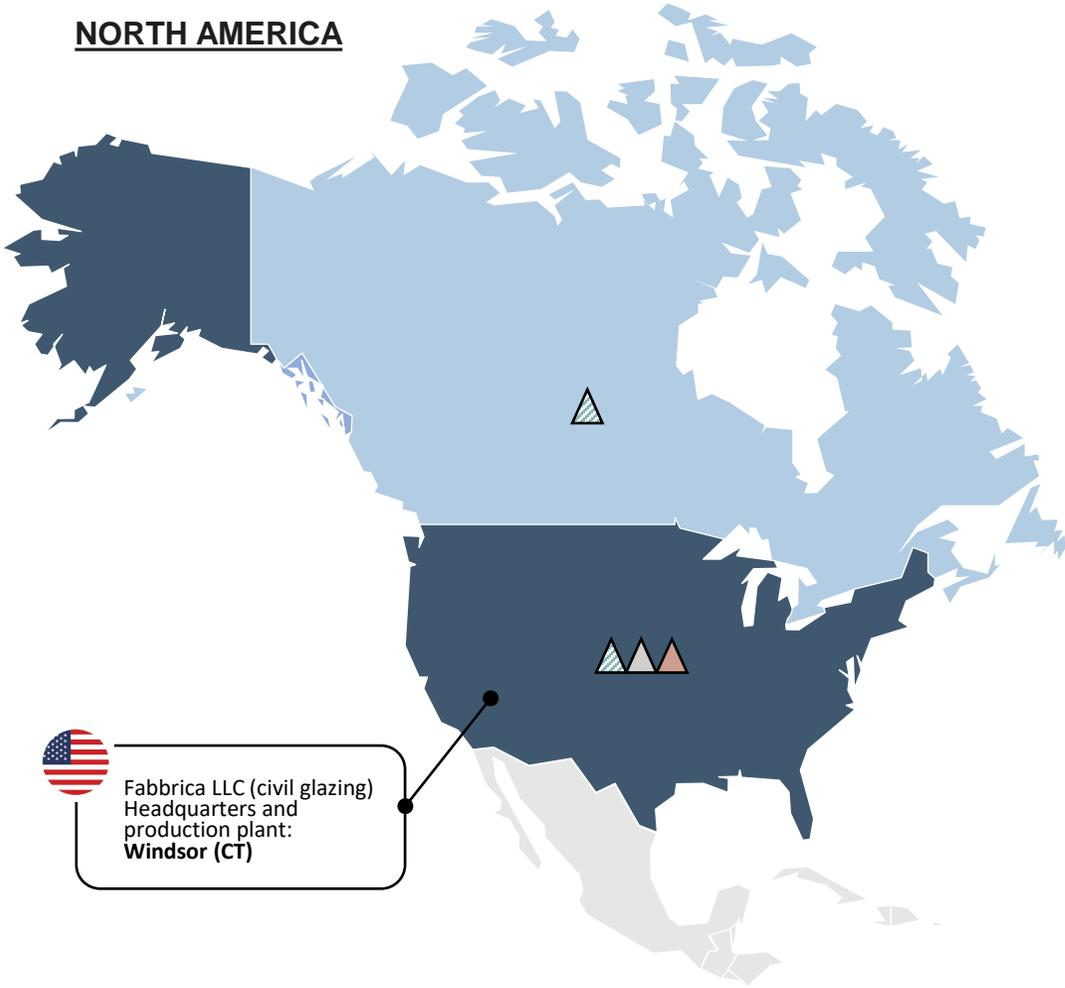 NORTH AMERICA
Fabbrica LLC (civil glazing)
Headquarters and
production plant:
Windsor (CT)